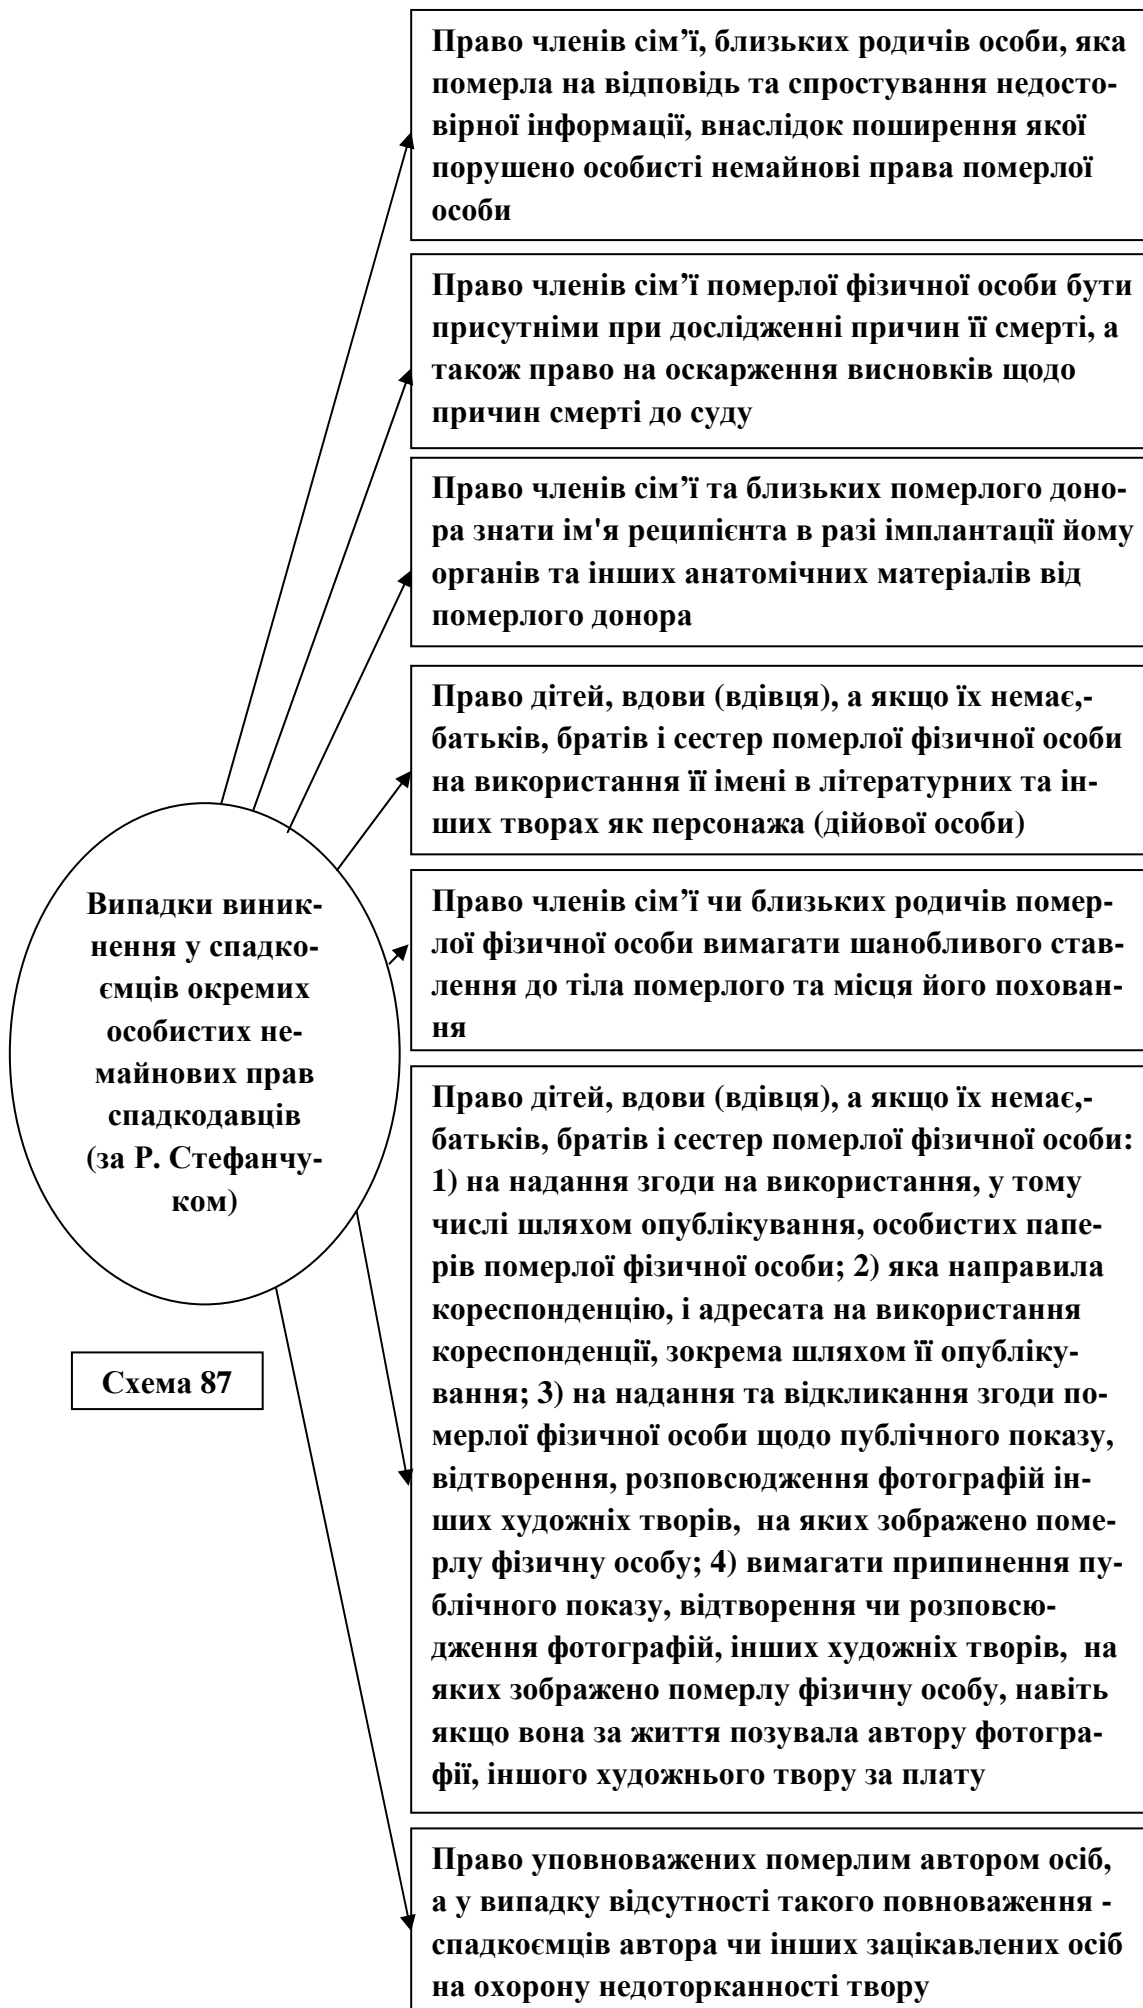 Право членів сім’ї, близьких родичів особи, яка
померла на відповідь та спростування недосто-
вірної інформації, внаслідок поширення якої
порушено особисті немайнові права померлої
особи
Право членів сім’ї померлої фізичної особи бути
присутніми при дослідженні причин її смерті, а
також право на оскарження висновків щодо
причин смерті до суду
Право членів сім’ї та близьких померлого доно-
ра знати ім'я реципієнта в разі імплантації йому
органів та інших анатомічних матеріалів від
померлого донора
Право дітей, вдови (вдівця), а якщо їх немає,-
батьків, братів і сестер померлої фізичної особи
на використання її імені в літературних та ін-
ших творах як персонажа (дійової особи)
Випадки виник-
нення у спадко-
ємців окремих
особистих не-
майнових прав
спадкодавців
(за Р. Стефанчу-
ком)
Право членів сім’ї чи близьких родичів помер-
лої фізичної особи вимагати шанобливого став-
лення до тіла померлого та місця його похован-
ня
Право дітей, вдови (вдівця), а якщо їх немає,-
батьків, братів і сестер померлої фізичної особи:
1) на надання згоди на використання, у тому
числі шляхом опублікування, особистих папе-
рів померлої фізичної особи; 2) яка направила
кореспонденцію, і адресата на використання
кореспонденції, зокрема шляхом її опубліку-
вання; 3) на надання та відкликання згоди по-
мерлої фізичної особи щодо публічного показу,
відтворення, розповсюдження фотографій ін-
ших художніх творів,  на яких зображено поме-
рлу фізичну особу; 4) вимагати припинення пу-
блічного показу, відтворення чи розповсю-
дження фотографій, інших художніх творів,  на
яких зображено померлу фізичну особу, навіть
якщо вона за життя позувала автору фотогра-
фії, іншого художнього твору за плату
Схема 87
Право уповноважених померлим автором осіб,
а у випадку відсутності такого повноваження -
спадкоємців автора чи інших зацікавлених осіб
на охорону недоторканності твору